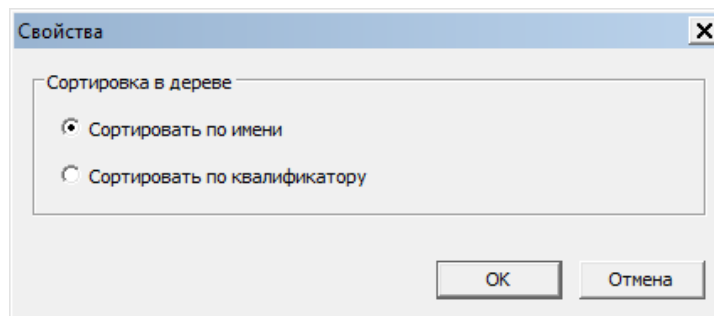 Свойства
Сортировка в дереве
Сортировать по имени
Сортировать по квалификатору
OK
Отмена